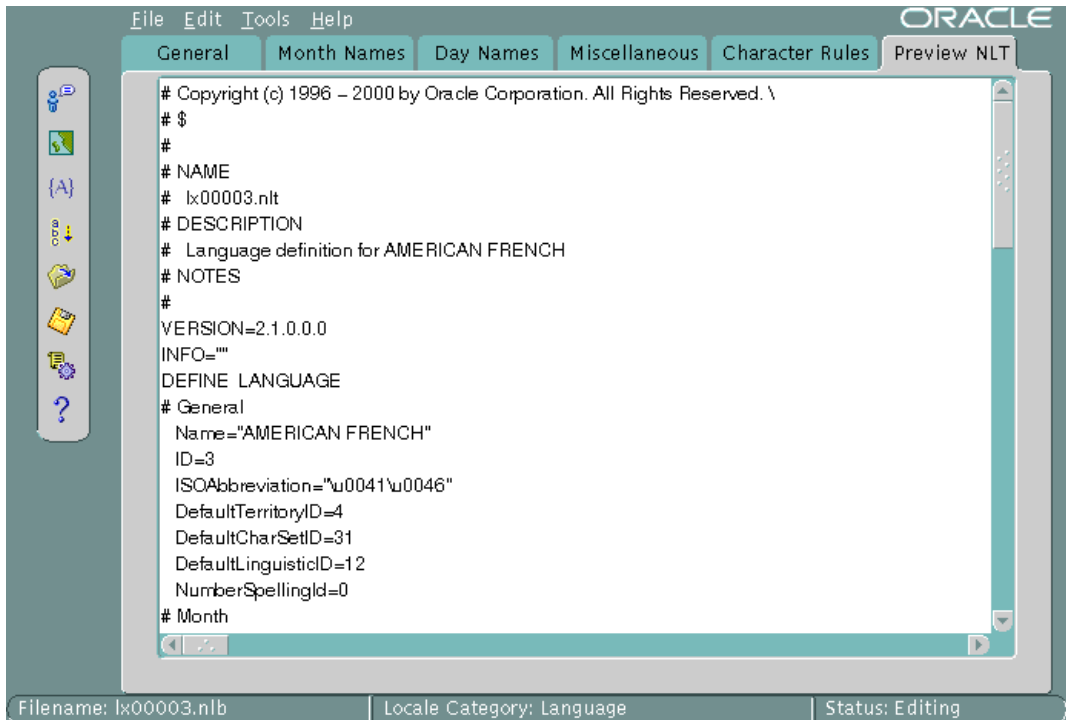 File Edit Tools Help
ORACLE
General Month Names Day Names Miscellaneous Character Rules Preview NLT
# Copyright (c) 1996 – 2000 by Oracle Corporation. All Rights Reserved. \
# $
#
# NAME
#   lx00003.nlt
# DESCRIPTION
#   Language definition for AMERICAN FRENCH
# NOTES
#
VERSION=2.1.0.0.0
INFO=""
DEFINE LANGUAGE
# General
Name="AMERICAN FRENCH"
ID=3
ISOAbbreviation="\u0041\u0046"
DefaultTerritoryID=4
DefaultCharSetID=31
DefaultLinguisticID=12
NumberSpellingId=0
# Month
{A}
a
b
c
?
Filename: lx00003.nlb
Locale Category: Language
Status: Editing